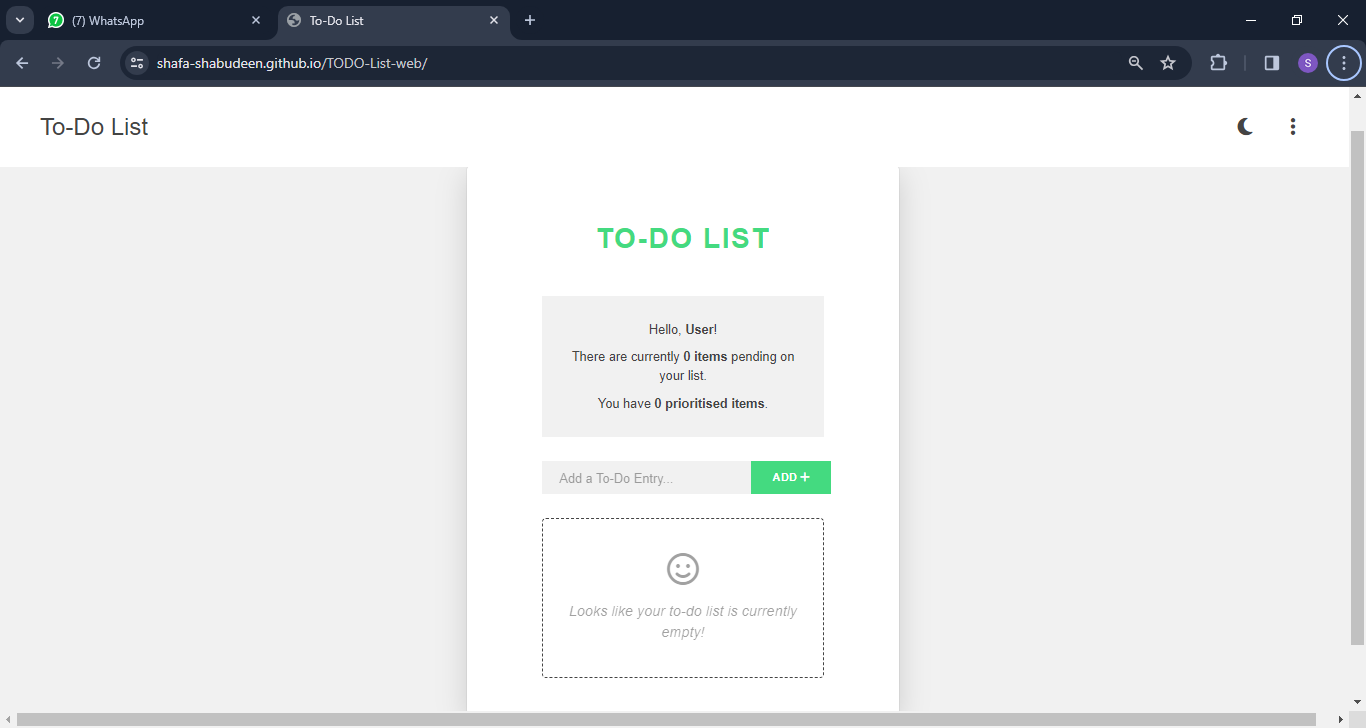 (7) WhatsApp
To-Do List
shafa-shabudeen.github.io/TODO-List-web/
S
To-Do List
TO-DO LIST
Hello, User!
There are currently 0 items pending on
your list.
You have 0 prioritised items.
Add a To-Do Entry...
ADD
Looks like your to-do list is currently
empty!